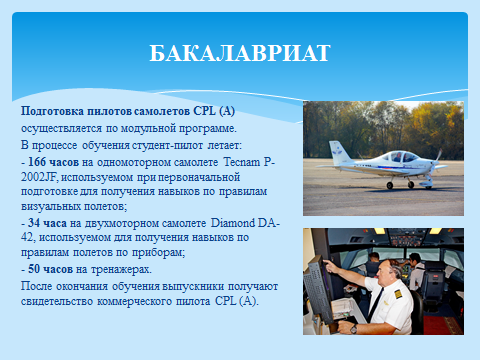 БАКАЛАВРИАТ
Подготовка пилотов самолетов CPL (A)
осуществляется по модульной программе.
В процессе обучения студент-пилот летает:
- 166 часов на одномоторном самолете Tecnam P-
2002JF, используемом при первоначальной
подготовке для получения навыков по правилам
визуальных полетов;
- 34 часа на двухмоторном самолете Diamond DA-
42, используемом для получения навыков по
правилам полетов по приборам;
- 50 часов на тренажерах.
После окончания обучения выпускники получают
свидетельство коммерческого пилота CPL (A).